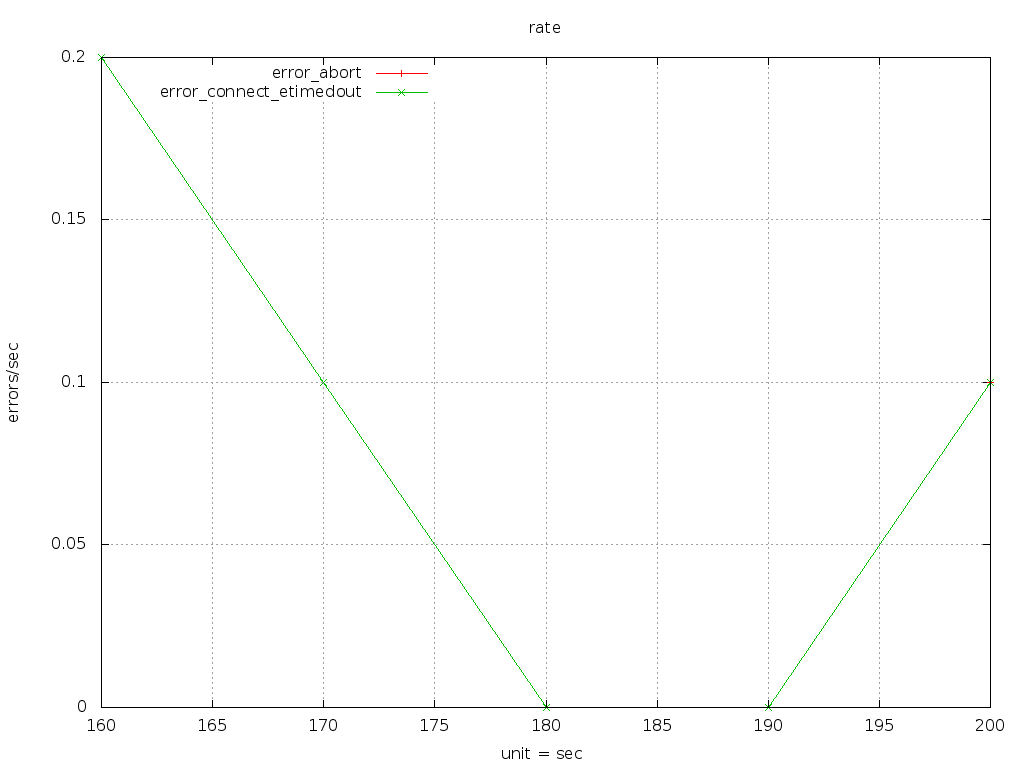 rate
0.2
error_abort
error_connect_etimedout
0.15
errors/sec
0.1
0.05
0
160 165 170 175 180 185 190 195 200
unit = sec